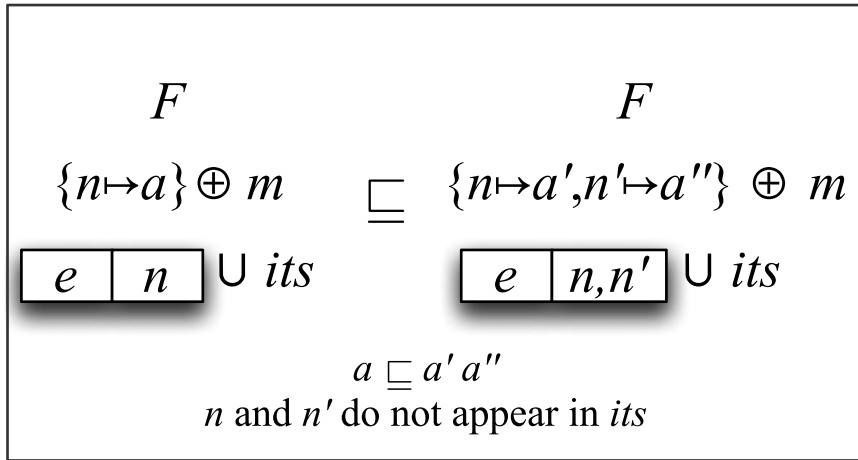 F F
{n↦a} ⊕ m ⊑ {n↦a′,n′↦a″} ⊕ m
e n ∪ its e n,n′ ∪ its
a ⊑ a′ a″
n and n′ do not appear in its